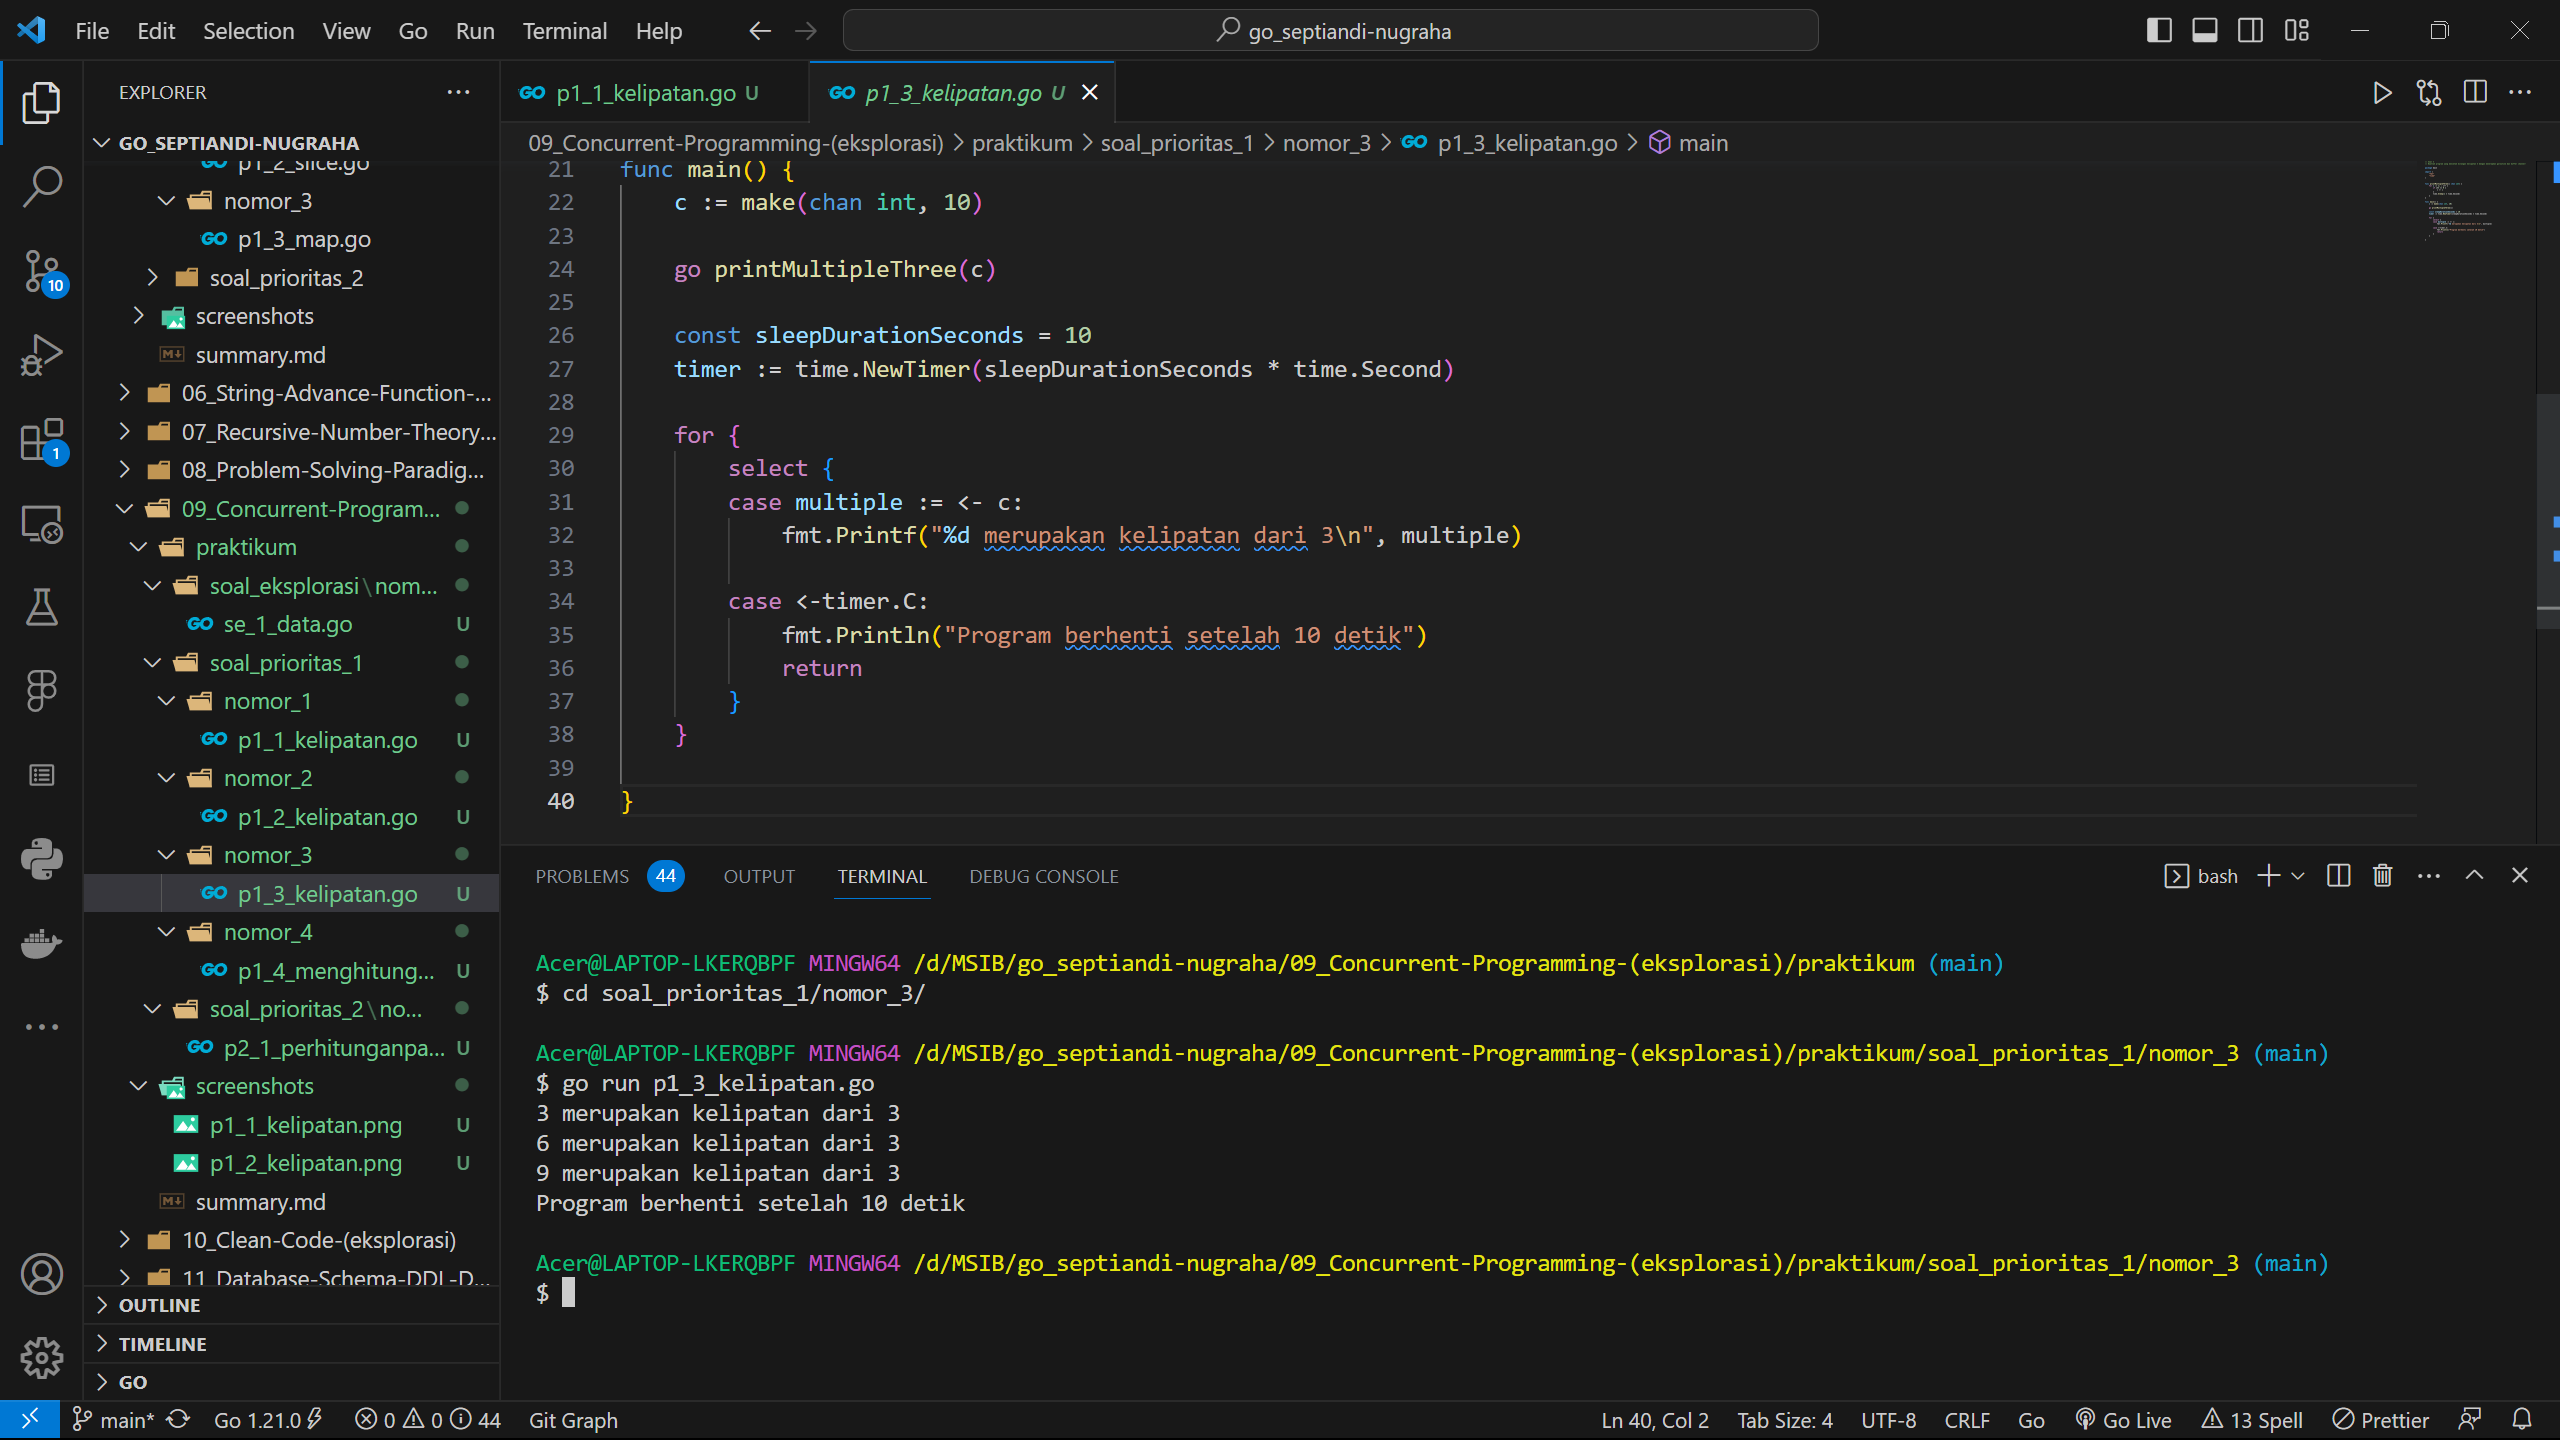 File Edit Selection View Go Run Terminal Help
go_septiandi-nugraha
EXPLORER
GO_SEPTIANDI-NUGRAHA
p1_2_slice.go
nomor_3
p1_3_map.go
soal_prioritas_2
screenshots
summary.md
06_String-Advance-Function-...
07_Recursive-Number-Theory...
08_Problem-Solving-Paradig...
09_Concurrent-Program...
praktikum
soal_eksplorasi\nom...
se_1_data.go U
soal_prioritas_1
nomor_1
p1_1_kelipatan.go U
nomor_2
p1_2_kelipatan.go U
nomor_3
p1_3_kelipatan.go U
nomor_4
p1_4_menghitung... U
soal_prioritas_2\no...
p2_1_perhitunganpa... U
screenshots
p1_1_kelipatan.png U
p1_2_kelipatan.png U
summary.md
10_Clean-Code-(eksplorasi)
11_Database-Schema-DDL-D...
OUTLINE
TIMELINE
GO
10
1
p1_1_kelipatan.go U
p1_3_kelipatan.go U
09_Concurrent-Programming-(eksplorasi) > praktikum > soal_prioritas_1 > nomor_3 > p1_3_kelipatan.go > main
21 func main() {
22 c := make(chan int, 10)
23
24 go printMultipleThree(c)
25
26 const sleepDurationSeconds = 10
27 timer := time.NewTimer(sleepDurationSeconds * time.Second)
28
29 for {
30 select {
31 case multiple := <- c:
32 fmt.Printf("%d merupakan kelipatan dari 3\n", multiple)
33
34 case <-timer.C:
35 fmt.Println("Program berhenti setelah 10 detik")
36 return
37 }
38 }
39
40 }
PROBLEMS 44 OUTPUT TERMINAL DEBUG CONSOLE
bash
Acer@LAPTOP-LKERQBPF MINGW64 /d/MSIB/go_septiandi-nugraha/09_Concurrent-Programming-(eksplorasi)/praktikum (main)
$ cd soal_prioritas_1/nomor_3/
Acer@LAPTOP-LKERQBPF MINGW64 /d/MSIB/go_septiandi-nugraha/09_Concurrent-Programming-(eksplorasi)/praktikum/soal_prioritas_1/nomor_3 (main)
$ go run p1_3_kelipatan.go
3 merupakan kelipatan dari 3
6 merupakan kelipatan dari 3
9 merupakan kelipatan dari 3
Program berhenti setelah 10 detik
Acer@LAPTOP-LKERQBPF MINGW64 /d/MSIB/go_septiandi-nugraha/09_Concurrent-Programming-(eksplorasi)/praktikum/soal_prioritas_1/nomor_3 (main)
$
main* Go 1.21.0 0 0 44 Git Graph Ln 40, Col 2 Tab Size: 4 UTF-8 CRLF Go Go Live 13 Spell Prettier